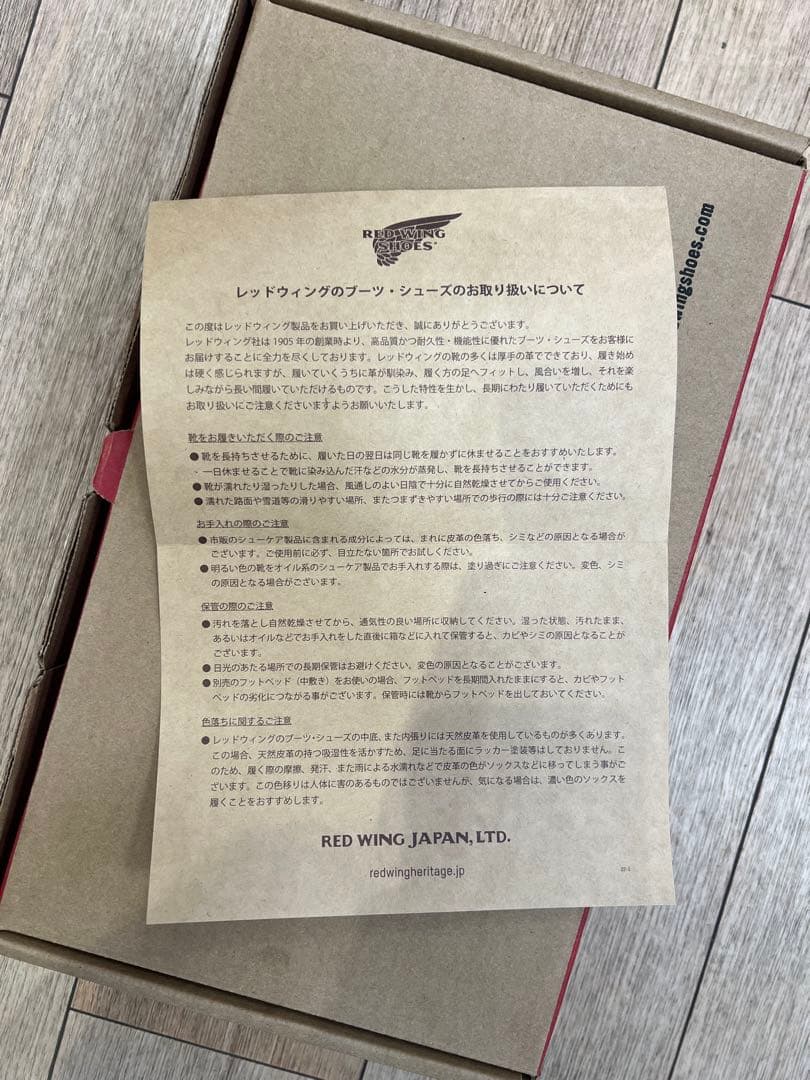 RED WING
SHOES®
レッドウィングのブーツ・シューズのお取り扱いについて
この度はレッドウィング製品をお買い上げいただき、誠にありがとうございます。
レッドウィング社は 1905 年の創業時より、高品質かつ耐久性・機能性に優れたブーツ・シューズをお客様に
お届けすることに全力を尽くしております。レッドウィングの靴の多くは厚手の革でできており、履き始め
は硬く感じられますが、履いていくうちに革が馴染み、履く方の足へフィットし、風合いを増し、それを楽
しみながら長い間履いていただけるものです。こうした特性を生かし、長期にわたり履いていただくためにも
お取り扱いにご注意くださいますようお願いいたします。
靴をお履きいただく際のご注意
● 靴を長持ちさせるために、履いた日の翌日は同じ靴を履かずに休ませることをおすすめいたします。
・ 一日休ませることで靴に染み込んだ汗などの水分が蒸発し、靴を長持ちさせることができます。
● 靴が濡れたり湿ったりした場合、風通しのよい日陰で十分に自然乾燥させてからご使用ください。
● 濡れた路面や雪道等の滑りやすい場所、またつまずきやすい場所での歩行の際には十分ご注意ください。
お手入れの際のご注意
● 市販のシューケア製品に含まれる成分によっては、まれに皮革の色落ち、シミなどの原因となる場合が
ございます。ご使用前に必ず、目立たない箇所でお試しください。
● 明るい色の靴をオイル系のシューケア製品でお手入れする際は、塗り過ぎにご注意ください。変色、シミ
の原因となる場合がございます。
保管の際のご注意
● 汚れを落とし自然乾燥させてから、通気性の良い場所に収納してください。湿った状態、汚れたまま、
あるいはオイルなどでお手入れをした直後に箱などに入れて保管すると、カビやシミの原因となることが
ございます。
● 日光のあたる場所での長期保管はお避けください。変色の原因となることがございます。
● 別売のフットベッド（中敷き）をお使いの場合、フットベッドを長期間入れたままにすると、カビやフット
ベッドの劣化につながる事がございます。保管時には靴からフットベッドを出しておいてください。
色落ちに関するご注意
● レッドウィングのブーツ・シューズの中底、また内張りには天然皮革を使用しているものが多くあります。
この場合、天然皮革の持つ吸湿性を活かすため、足に当たる面にラッカー塗装等はしておりません。こ
のため、履く際の摩擦、発汗、また雨による水濡れなどで皮革の色がソックスなどに移ってしまう事がご
ざいます。この色移りは人体に害のあるものではございませんが、気になる場合は、濃い色のソックスを
履くことをおすすめします。
RED WING JAPAN, LTD.
redwingheritage.jp
wingshoes.com